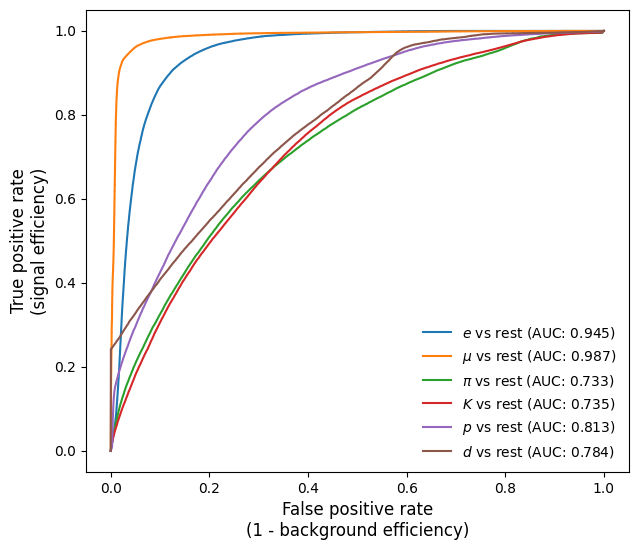 True positive rate
(signal efficiency)
1.0
0.8
0.6
0.4
0.2
0.0
e vs rest (AUC: 0.945)
μ vs rest (AUC: 0.987)
π vs rest (AUC: 0.733)
K vs rest (AUC: 0.735)
p vs rest (AUC: 0.813)
d vs rest (AUC: 0.784)
0.0 0.2 0.4 0.6 0.8 1.0
False positive rate
(1 - background efficiency)